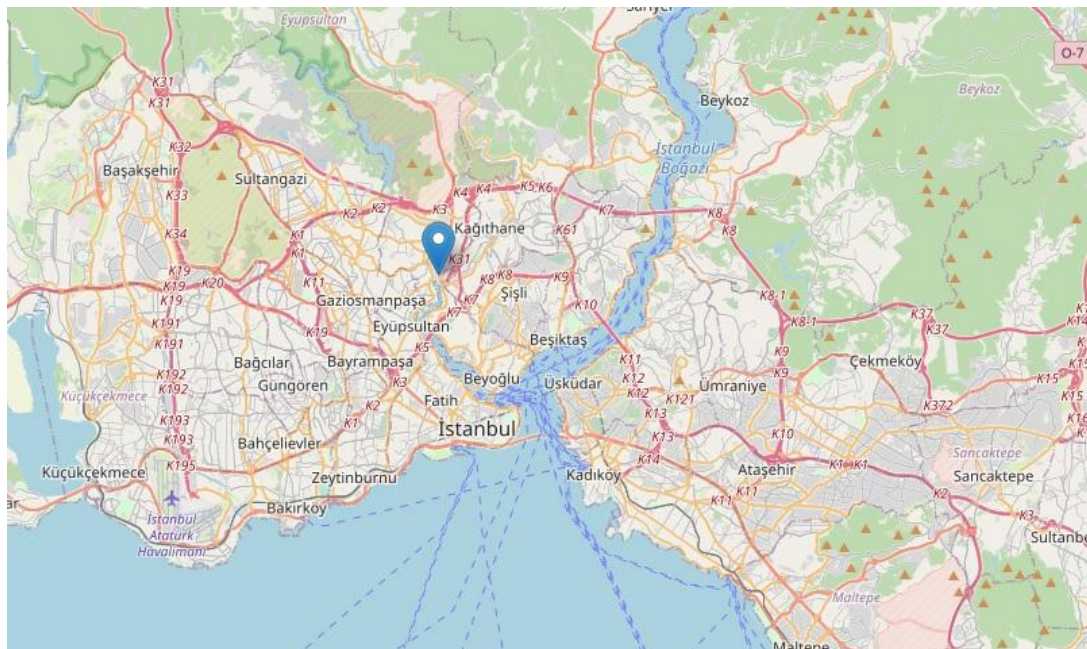 Sarıyer
Eyüpsultan
K31
K31
O-7
Beykoz
Beykoz
K32
İstanbul
Boğazı
Başakşehir
Sultangazi
K33
K4
K4
K5
K6
K2
K2
K3
K7
K8
K8
K34
K1
K1
Kağıthane
K61
K31
K19
K19
K20
K11
K8
K8
K9
Şişli
K8-1
Gaziosmanpaşa
K7
K7
K10
K19
K191
K191
K19
Eyüpsultan
K5
Beşiktaş
K8-1
K37
K37
K14
K11
K9
Çekmeköy
Bağcılar
Bayrampaşa
K192
K192
Güngören
K3
Beyoğlu
Üsküdar
K12
K12
K121
Ümraniye
K15
K15
K15
K372
Küçükçekmece
Fatih
K2
K193
K193
K1
İstanbul
K13
K13
K10
K16
Bahçelievler
Sancaktepe
K195
Küçükçekmece
Zeytinburnu
Kadıköy
K14
Ataşehir
K1
K1
Sancaktepe
K11
K11
K2
Bakırköy
İstanbul
Atatürk
Havalimanı
K3
Sultanbe
Maltepe
Maltepe